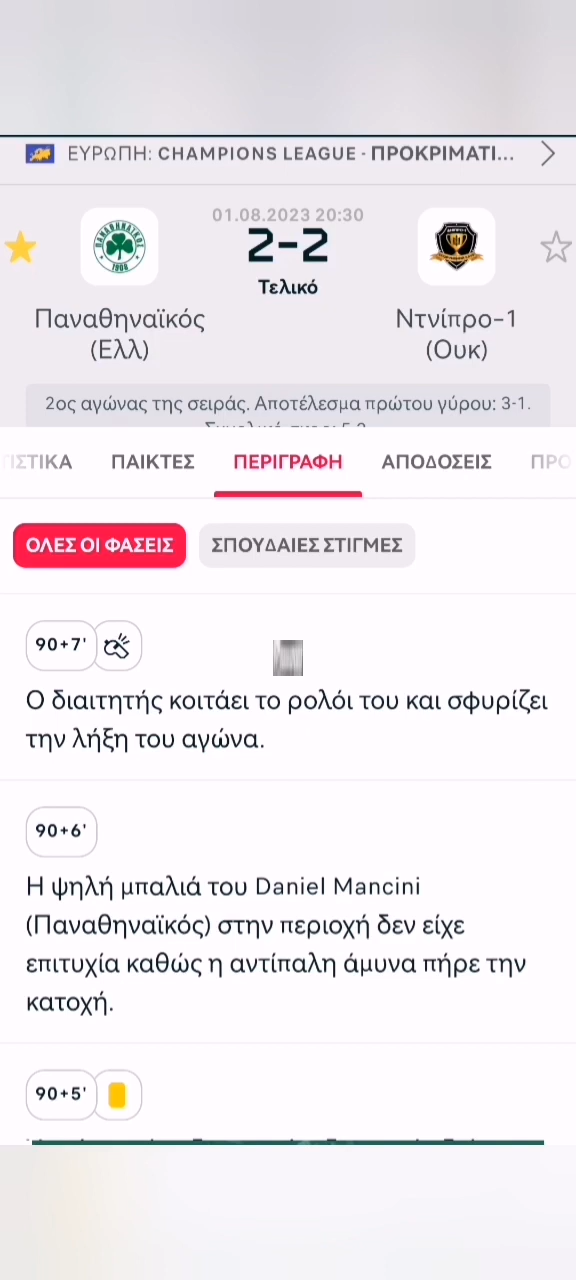 ΕΥΡΩΠΗ: CHAMPIONS LEAGUE - ΠΡΟΚΡΙΜΑΤΙ...
01.08.2023 20:30
2-2
Τελικό
Παναθηναϊκός
(Ελλ)
Ντνίπρο-1
(Ουκ)
2ος αγώνας της σειράς. Αποτέλεσμα πρώτου γύρου: 3-1.
ΠΑΙΚΤΕΣ ΠΕΡΙΓΡΑΦΗ ΑΠΟΔΟΣΕΙΣ
ΟΛΕΣ ΟΙ ΦΑΣΕΙΣ ΣΠΟΥΔΑΙΕΣ ΣΤΙΓΜΕΣ
90+7'
Ο διαιτητής κοιτάει το ρολόι του και σφυρίζει
την λήξη του αγώνα.
90+6'
Η ψηλή μπαλιά του Daniel Mancini
(Παναθηναϊκός) στην περιοχή δεν είχε
επιτυχία καθώς η αντίπαλη άμυνα πήρε την
κατοχή.
90+5'